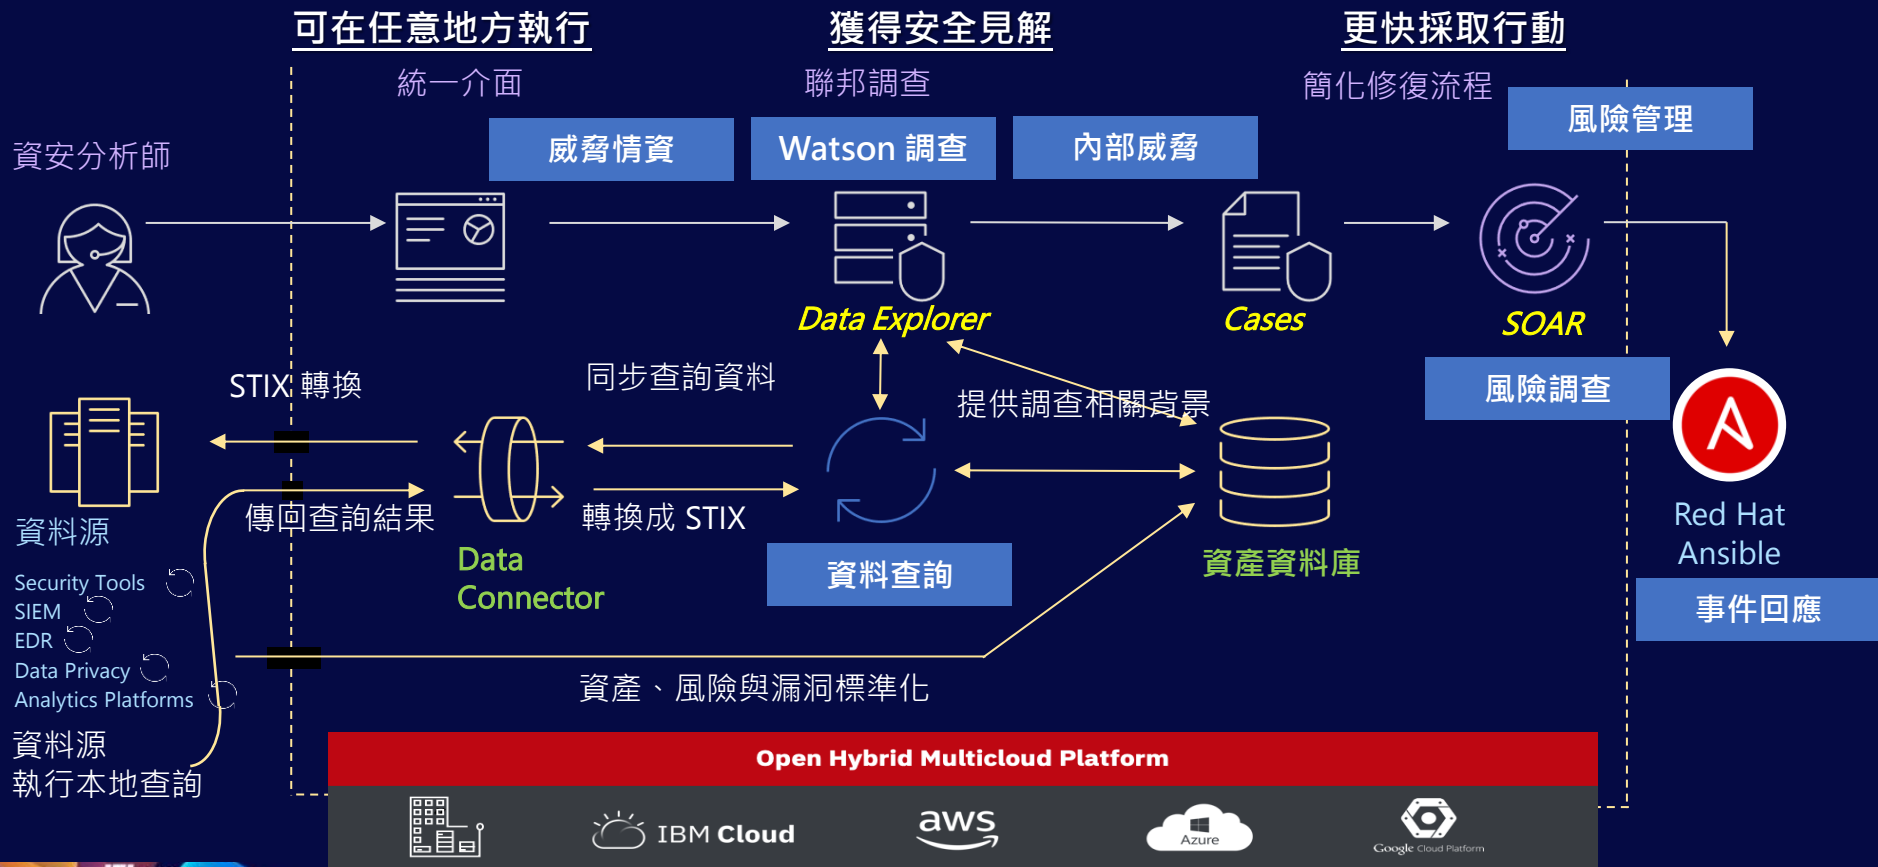 可在任意地方執行
獲得安全見解
更快採取行動
統一介面
聯邦調查
簡化修復流程
風險管理
威脅情資
Watson 調查
內部威脅
資安分析師
Data Explorer
Cases
SOAR
STIX 轉換
同步查詢資料
提供調查相關背景
風險調查
傳回查詢結果
轉換成 STIX
資料源
Data
Connector
資料查詢
資產資料庫
Red Hat
Ansible
事件回應
Security Tools
SIEM
EDR
Data Privacy
Analytics Platforms
資產、風險與漏洞標準化
資料源
執行本地查詢
Open Hybrid Multicloud Platform
IBM Cloud
aws
Azure
Google Cloud Platform